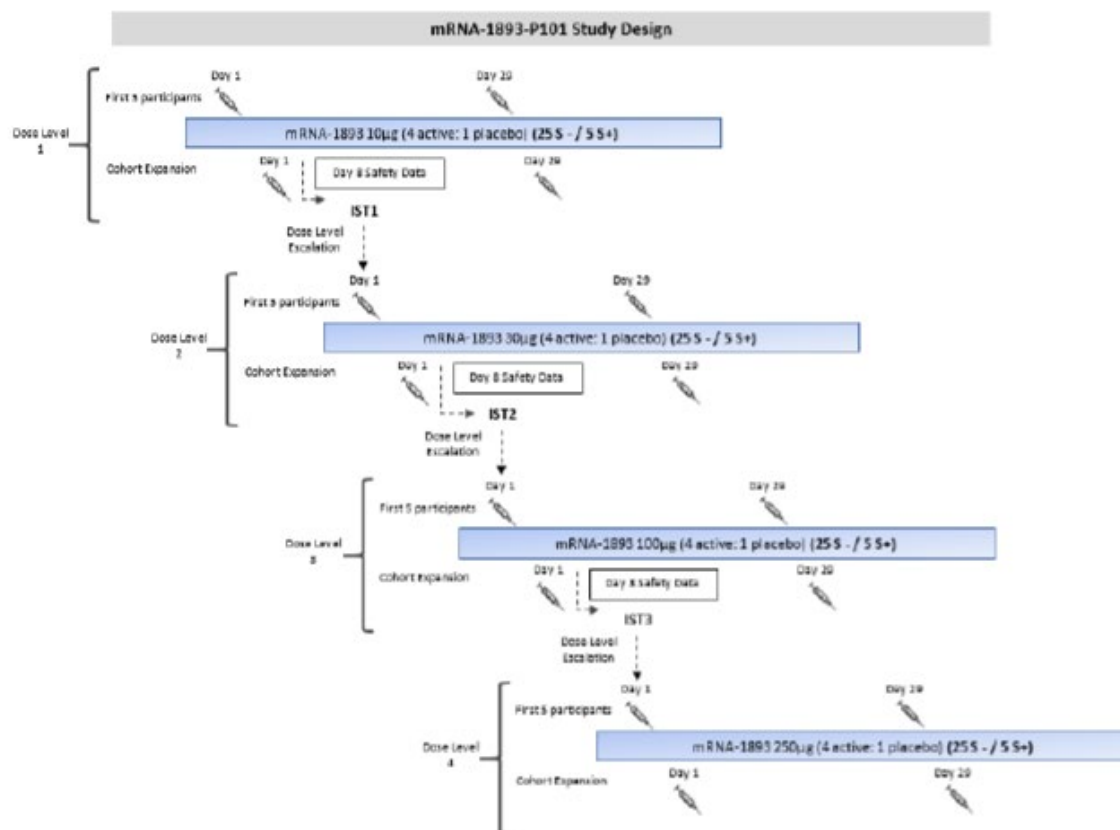 mRNA-1893-P101 Study Design
Day 1
Day 29
First 5 participants
Dose Level
1
mRNA-1893 10µg (4 active: 1 placebo) (25 S - / 5 S+)
Cohort Expansion
Day 1
Day 8 Safety Data
Day 29
IST1
Dose Level
Escalation
Day 1
Day 29
First 5 participants
Dose Level
2
mRNA-1893 30µg (4 active: 1 placebo) (25 S - / 5 S+)
Cohort Expansion
Day 1
Day 8 Safety Data
Day 29
IST2
Dose Level
Escalation
Day 1
Day 29
First 5 participants
Dose Level
3
mRNA-1893 100µg (4 active: 1 placebo) (25 S - / 5 S+)
Cohort Expansion
Day 1
Day 8 Safety Data
Day 29
IST3
Dose Level
Escalation
Day 1
Day 29
First 5 participants
Dose Level
4
mRNA-1893 250µg (4 active: 1 placebo) (25 S - / 5 S+)
Cohort Expansion
Day 1
Day 29